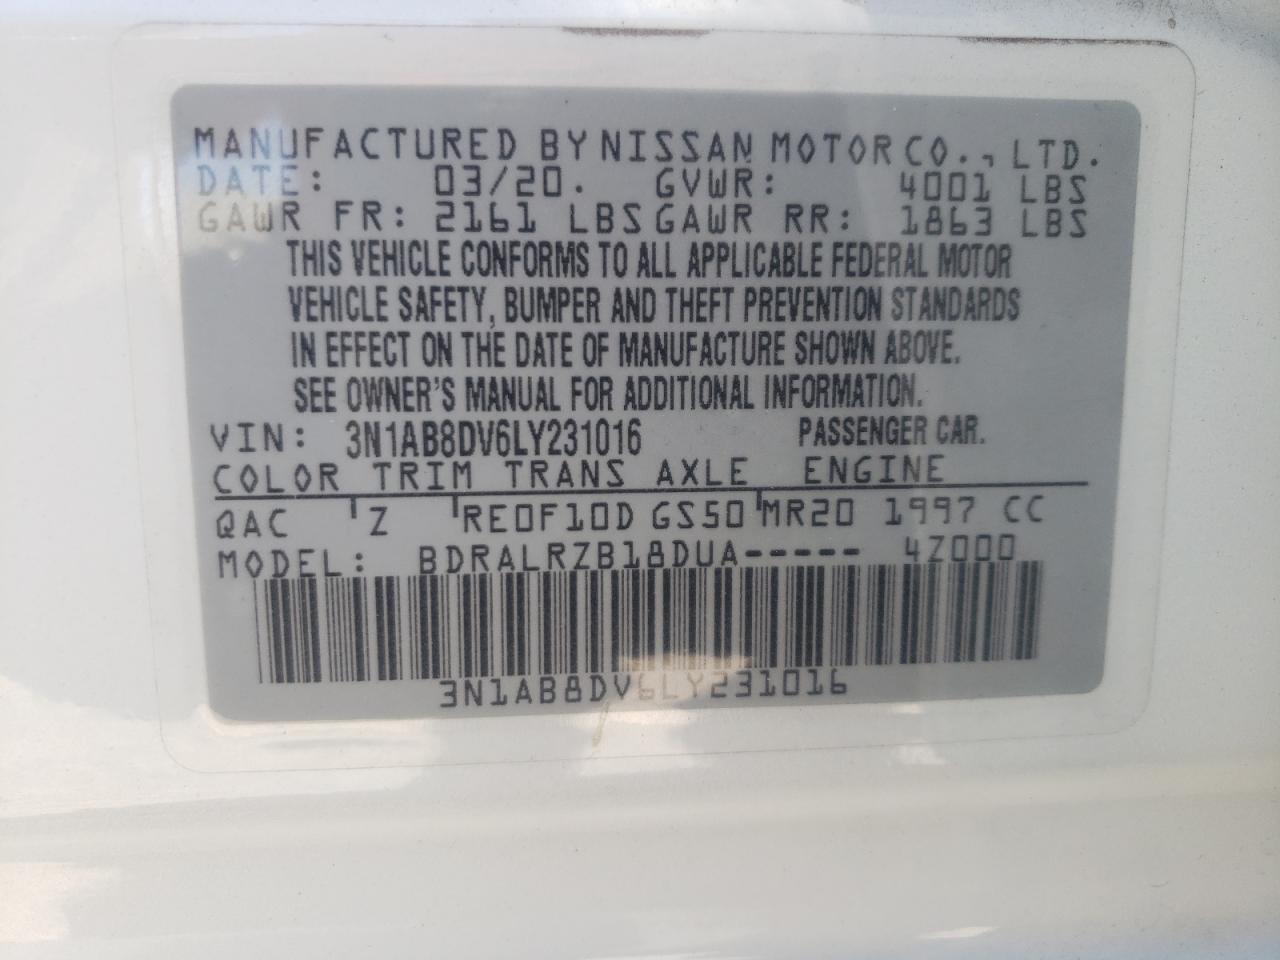 MANUFACTURED BY NISSAN MOTOR CO., LTD.
DATE: 03/20. GVWR: 4001 LBS
GAWR FR: 2161 LBS GAWR RR: 1863 LBS
THIS VEHICLE CONFORMS TO ALL APPLICABLE FEDERAL MOTOR
VEHICLE SAFETY, BUMPER AND THEFT PREVENTION STANDARDS
IN EFFECT ON THE DATE OF MANUFACTURE SHOWN ABOVE.
SEE OWNER'S MANUAL FOR ADDITIONAL INFORMATION.
VIN: 3N1AB8DV6LY231016 PASSENGER CAR.
COLOR TRIM TRANS AXLE ENGINE
QAC Z RE0F10D GS50 MR20 1997 CC
MODEL: BDRALRZB18DUA----- 4Z000
3N1AB8DV6LY231016